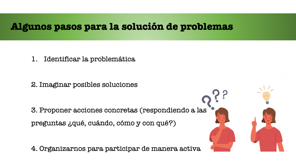 Algunos pasos para la solución de problemas
1. Identificar la problemática
2. Imaginar posibles soluciones
3. Proponer acciones concretas (respondiendo a las
preguntas ¿qué, cuándo, cómo y con qué?)
4. Organizarnos para participar de manera activa